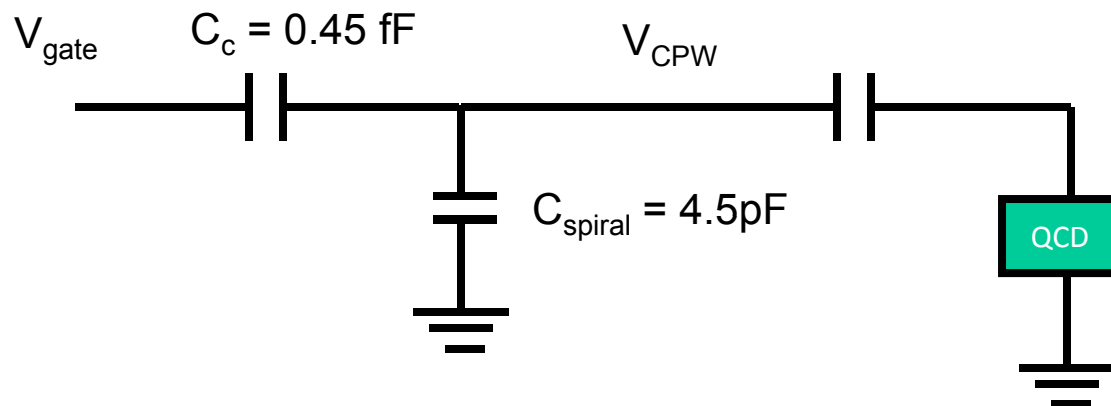 V_gate
C_c = 0.45 fF
V_CPW
C_spiral = 4.5pF
QCD